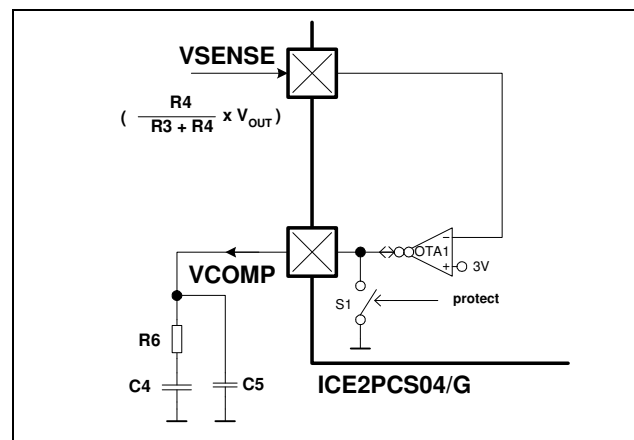 VSENSE
( R4
R3 + R4 x VOUT )
OTA1
−
+ 3V
VCOMP
S1
protect
R6
C4
C5
ICE2PCS04/G